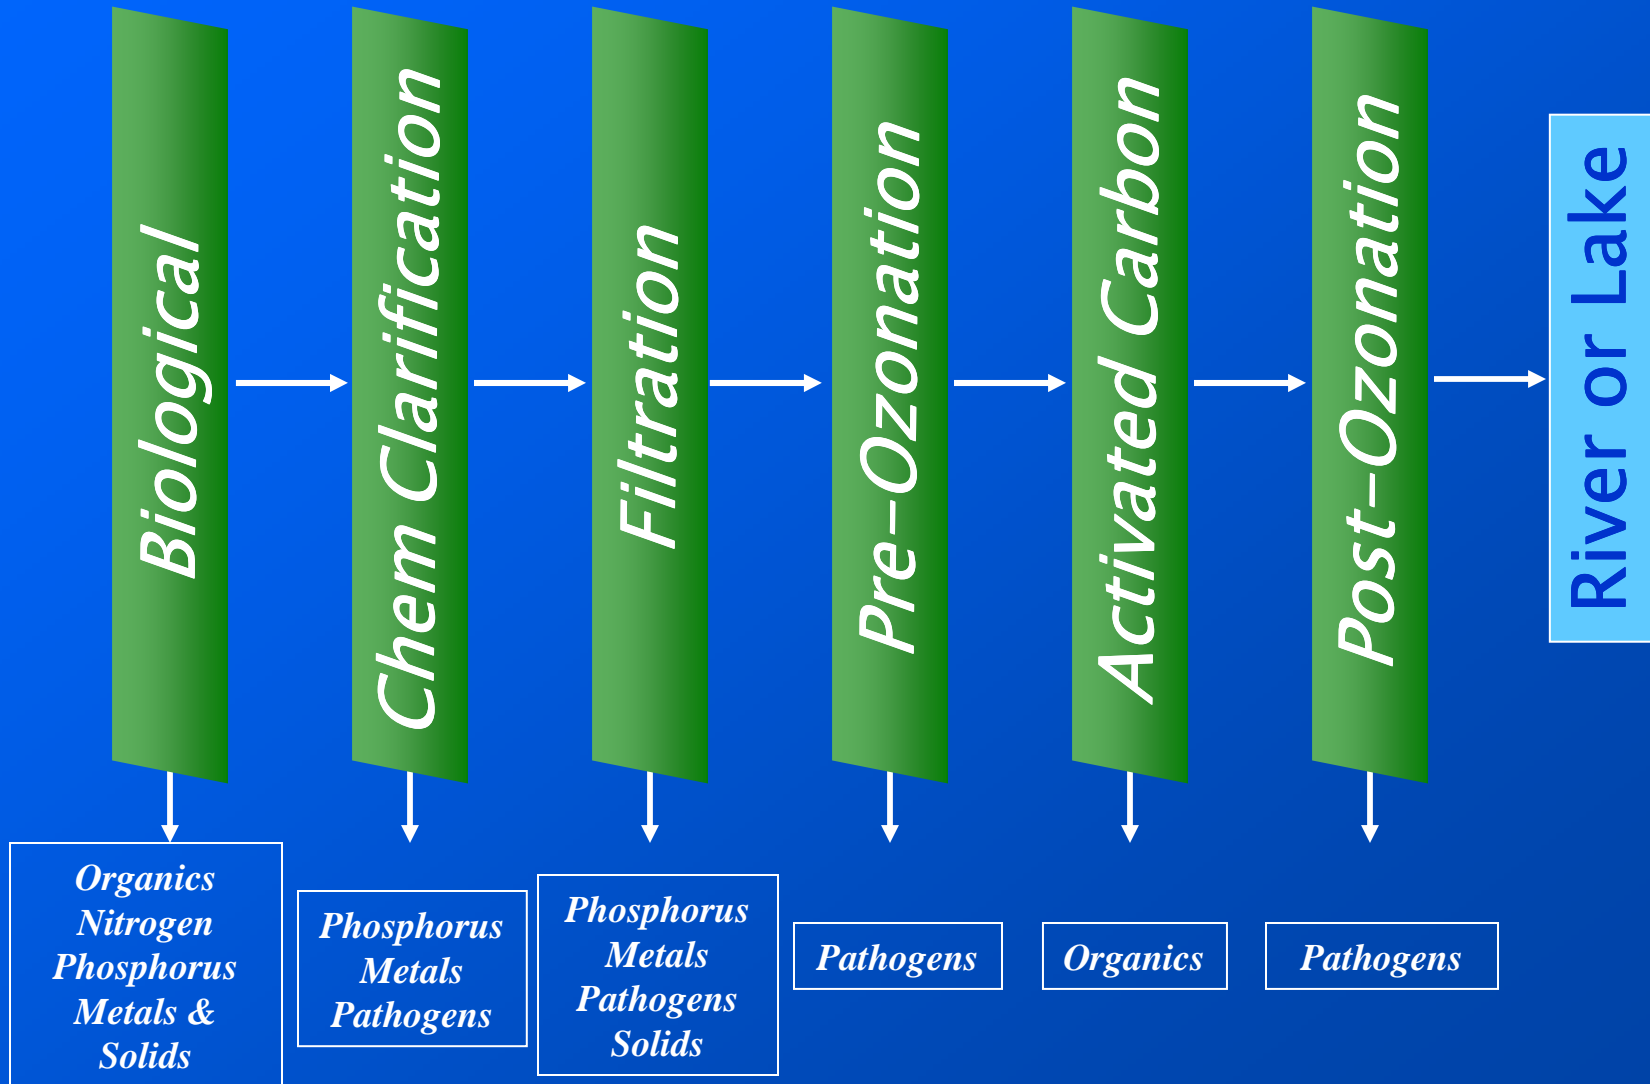 Biological
Chem Clarification
Filtration
Pre-Ozonation
Activated Carbon
Post-Ozonation
River or Lake
Organics
Nitrogen
Phosphorus
Metals &
Solids
Phosphorus
Metals
Pathogens
Phosphorus
Metals
Pathogens
Solids
Pathogens
Organics
Pathogens